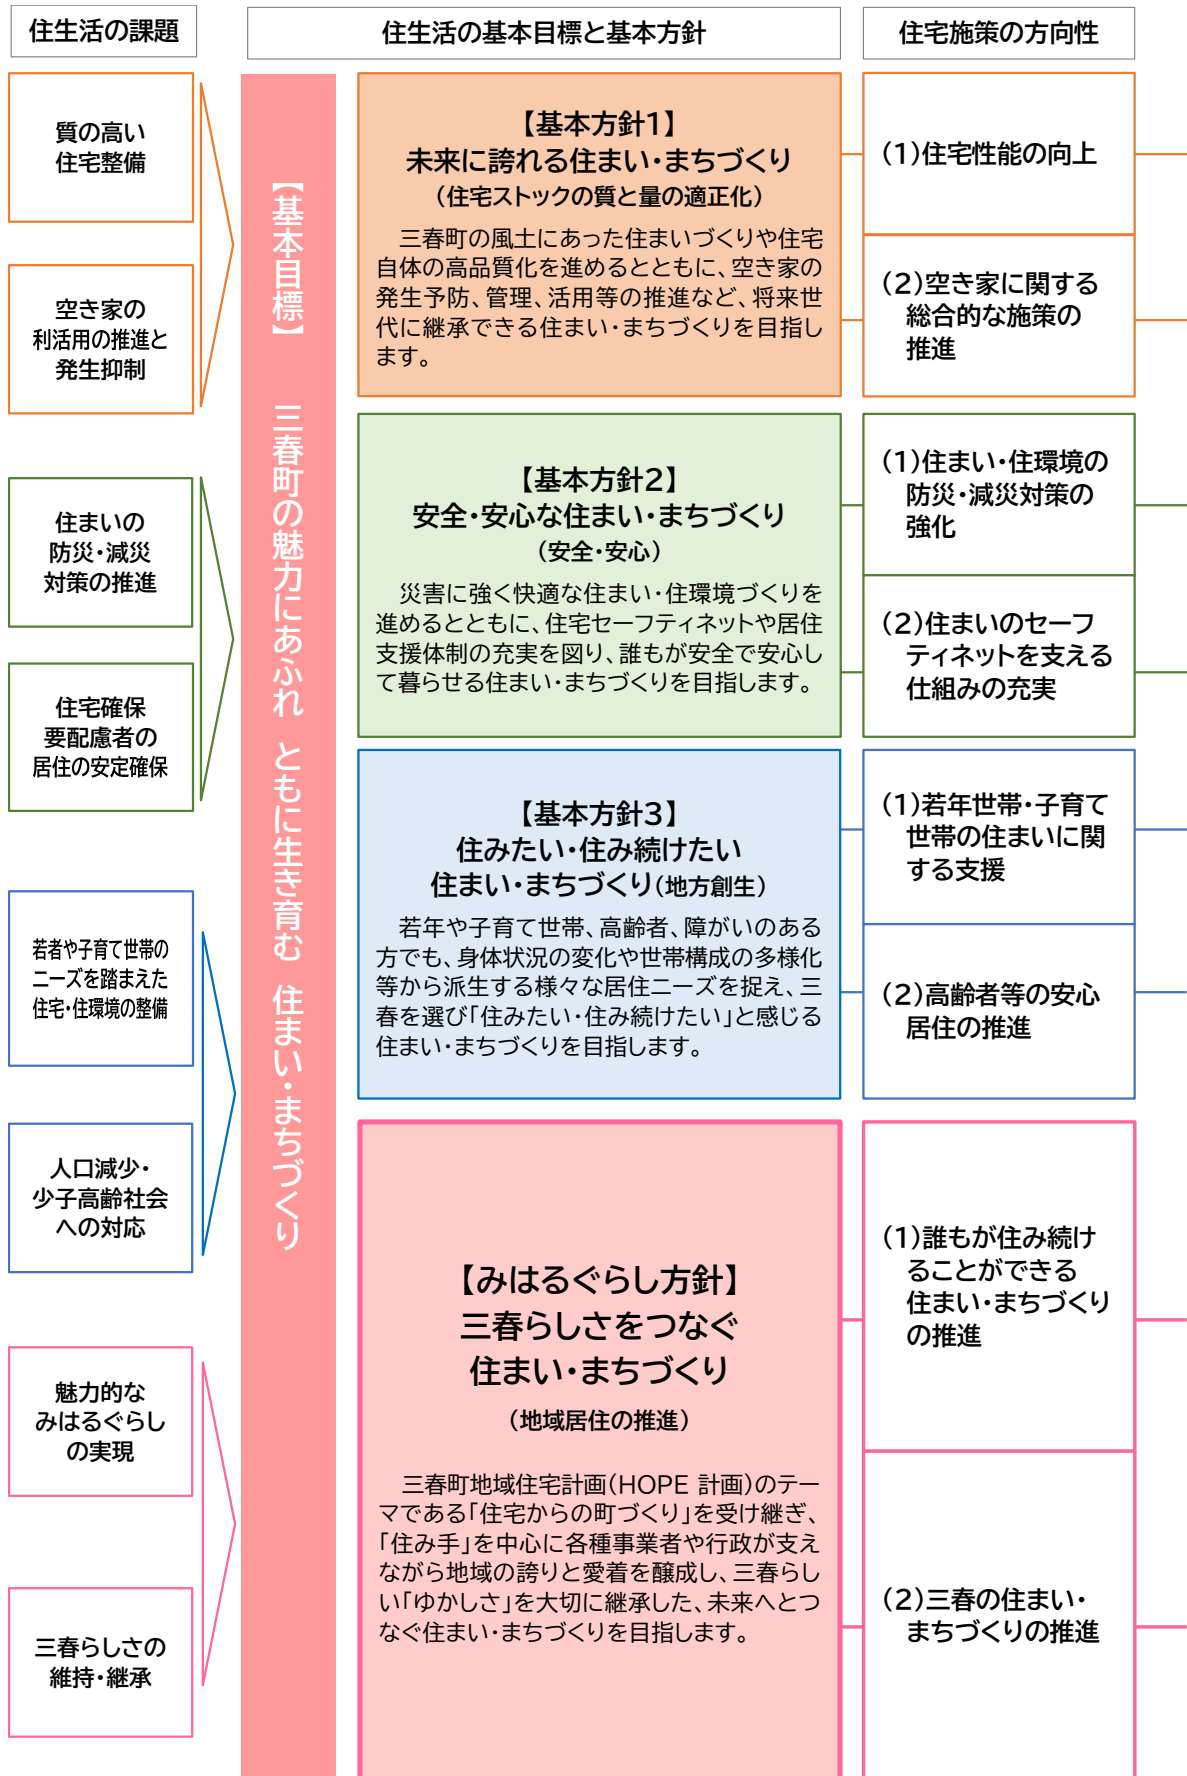 住生活の課題
住生活の基本目標と基本方針
住宅施策の方向性
質の高い
住宅整備
空き家の
利活用の推進と
発生抑制
住まいの
防災・減災
対策の推進
住宅確保
要配慮者の
居住の安定確保
若者や子育て世帯の
ニーズを踏まえた
住宅・住環境の整備
人口減少・
少子高齢社会
への対応
魅力的な
みはるぐらし
の実現
三春らしさの
維持・継承
【基本目標】　三春町の魅力にあふれ　ともに生き育む　住まい・まちづくり
【基本方針1】
未来に誇れる住まい・まちづくり
（住宅ストックの質と量の適正化）
　三春町の風土にあった住まいづくりや住宅
自体の高品質化を進めるとともに、空き家の
発生予防、管理、活用等の推進など、将来世
代に継承できる住まい・まちづくりを目指し
ます。
（1）住宅性能の向上
（2）空き家に関する
総合的な施策の
推進
【基本方針2】
安全・安心な住まい・まちづくり
（安全・安心）
　災害に強く快適な住まい・住環境づくりを
進めるとともに、住宅セーフティネットや居住
支援体制の充実を図り、誰もが安全で安心し
て暮らせる住まい・まちづくりを目指します。
（1）住まい・住環境の
防災・減災対策の
強化
（2）住まいのセーフ
ティネットを支える
仕組みの充実
【基本方針3】
住みたい・住み続けたい
住まい・まちづくり（地方創生）
　若年や子育て世帯、高齢者、障がいのある
方でも、身体状況の変化や世帯構成の多様化
等から派生する様々な居住ニーズを捉え、三
春を選び「住みたい・住み続けたい」と感じる
住まい・まちづくりを目指します。
（1）若年世帯・子育て
世帯の住まいに関
する支援
（2）高齢者等の安心
居住の推進
【みはるぐらし方針】
三春らしさをつなぐ
住まい・まちづくり
（地域居住の推進）
　三春町地域住宅計画（HOPE 計画）のテー
マである「住宅からの町づくり」を受け継ぎ、
「住み手」を中心に各種事業者や行政が支え
ながら地域の誇りと愛着を醸成し、三春らし
い「ゆかしさ」を大切に継承した、未来へとつ
なぐ住まい・まちづくりを目指します。
（1）誰もが住み続け
ることができる
住まい・まちづくり
の推進
（2）三春の住まい・
まちづくりの推進